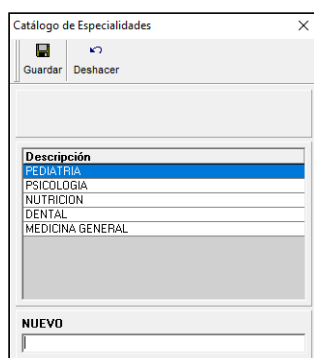 Catálogo de Especialidades
Guardar Deshacer
Descripción
PEDIATRIA
PSICOLOGIA
NUTRICION
DENTAL
MEDICINA GENERAL
NUEVO